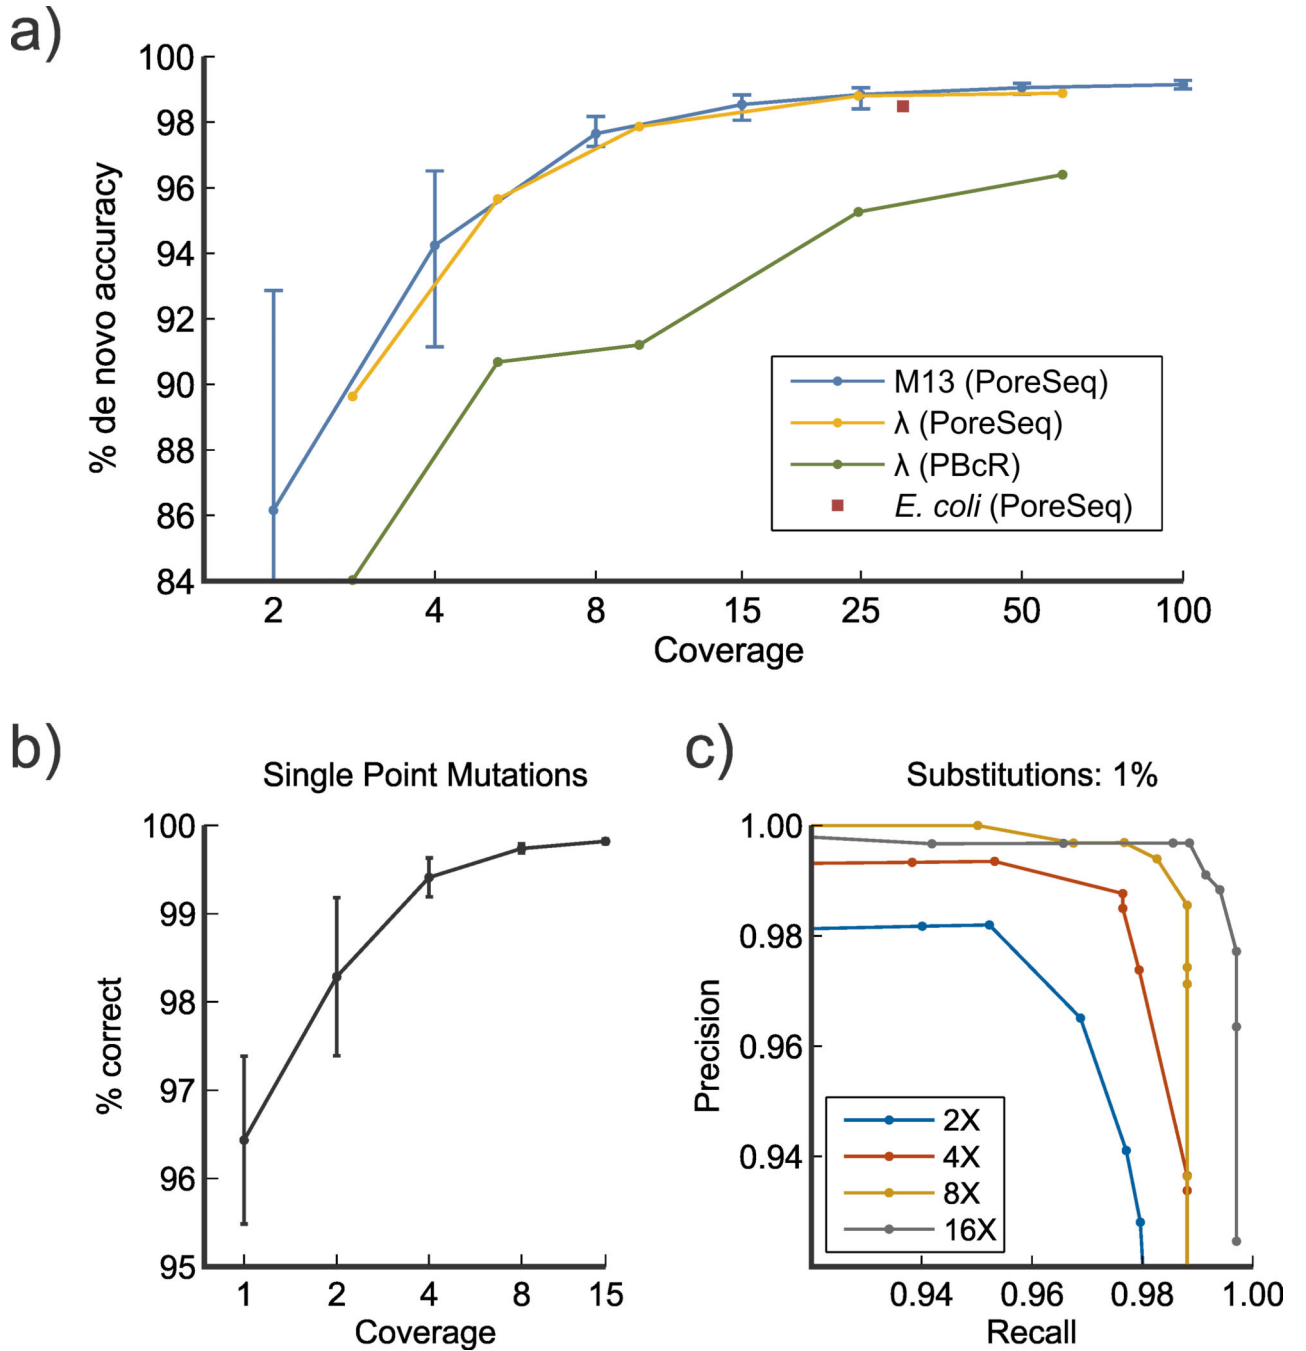 a)
100
98
96
94
92
90
88
86
84
% de novo accuracy
M13 (PoreSeq)
λ (PoreSeq)
λ (PBcR)
E. coli (PoreSeq)
2 4 8 15 25 50 100
Coverage
b)
Single Point Mutations
100
99
98
97
96
95
% correct
1 2 4 8 15
Coverage
c)
Substitutions: 1%
1.00
0.98
0.96
0.94
Precision
2X
4X
8X
16X
0.94 0.96 0.98 1.00
Recall